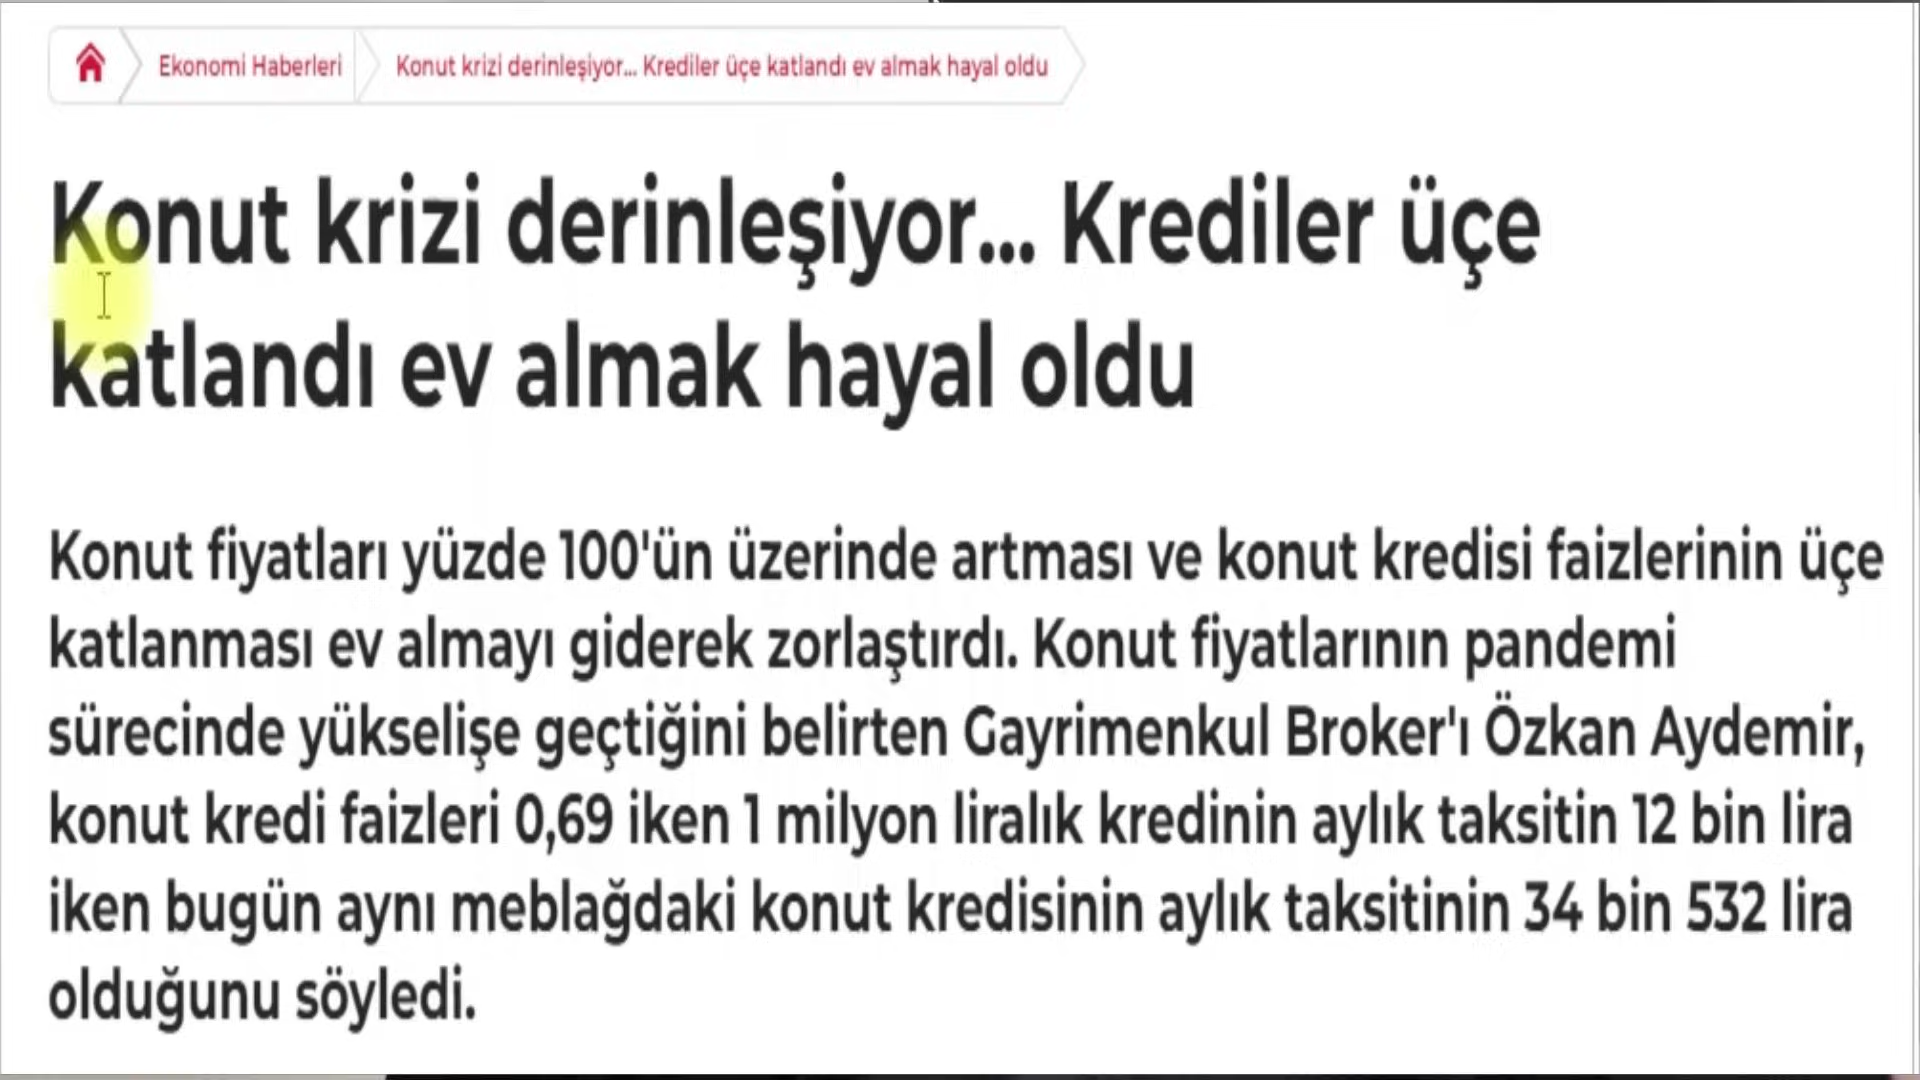 Ekonomi Haberleri
Konut krizi derinleşiyor... Krediler üçe katlandı ev almak hayal oldu
Konut krizi derinleşiyor... Krediler üçe
katlandı ev almak hayal oldu
Konut fiyatları yüzde 100'ün üzerinde artması ve konut kredisi faizlerinin üçe
katlanması ev almayı giderek zorlaştırdı. Konut fiyatlarının pandemi
sürecinde yükselişe geçtiğini belirten Gayrimenkul Broker'ı Özkan Aydemir,
konut kredi faizleri 0,69 iken 1 milyon liralık kredinin aylık taksitin 12 bin lira
iken bugün aynı meblağdaki konut kredisinin aylık taksitinin 34 bin 532 lira
olduğunu söyledi.